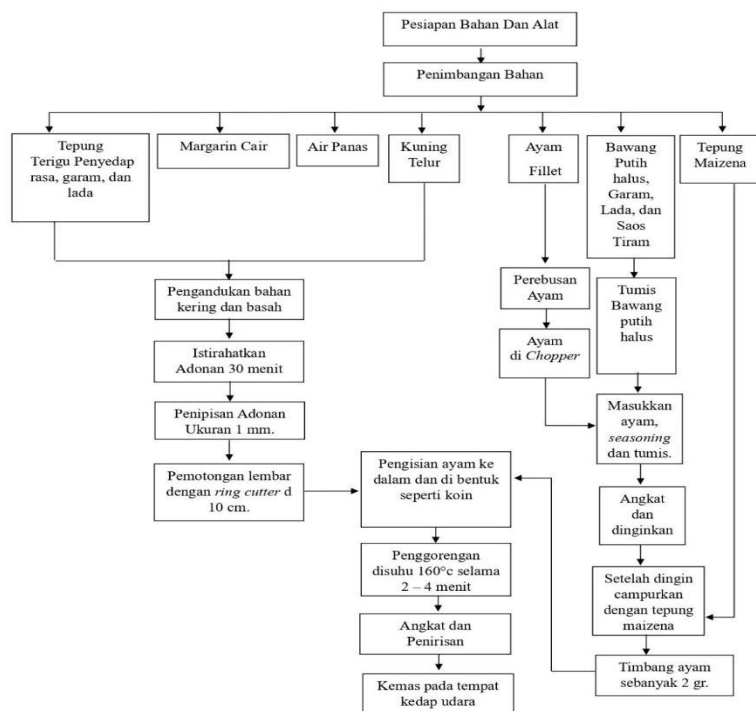 Pesiapan Bahan Dan Alat
Penimbangan Bahan
Tepung
Terigu Penyedap
rasa, garam, dan
lada
Margarin Cair
Air Panas
Kuning
Telur
Ayam
Fillet
Bawang
Putih
halus,
Garam,
Lada, dan
Saos
Tiram
Tepung
Maizena
Pengandukan bahan
kering dan basah
Perebusan
Ayam
Tumis
Bawang
putih
halus
Istirahatkan
Adonan 30 menit
Ayam
di Chopper
Penipisan Adonan
Ukuran 1 mm.
Masukkan
ayam,
seasoning
dan tumis.
Pemotongan lembar
dengan ring cutter d
10 cm.
Pengisian ayam ke
dalam dan di bentuk
seperti koin
Angkat
dan
dinginkan
Penggorengan
disuhu 160°c selama
2 – 4 menit
Setelah dingin
campurkan
dengan tepung
maizena
Angkat dan
Penirisan
Timbang ayam
sebanyak 2 gr.
Kemas pada tempat
kedap udara